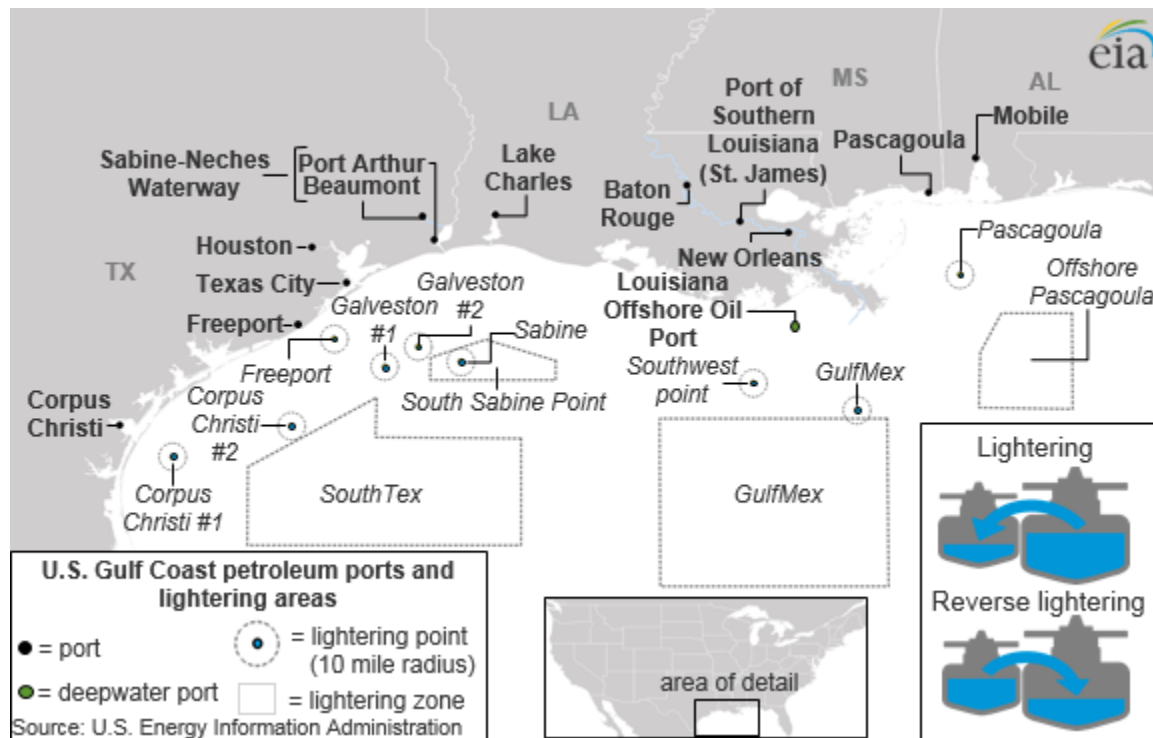 eia
MS
AL
LA
TX
Port of
Southern
Louisiana
(St. James)
Mobile
Pascagoula
Sabine-Neches
Waterway
Port Arthur
Beaumont
Lake
Charles
Baton
Rouge
New Orleans
Houston
Texas City
Freeport
Corpus
Christi
Louisiana
Offshore Oil
Port
Pascagoula
Offshore
Pascagoula
Galveston
#1
Galveston
#2
Sabine
Freeport
South Sabine Point
Corpus
Christi
#2
Corpus
Christi #1
SouthTex
Southwest
point
GulfMex
GulfMex
Lightering
Reverse lightering
U.S. Gulf Coast petroleum ports and
lightering areas
= port
= lightering point
(10 mile radius)
= deepwater port
= lightering zone
Source: U.S. Energy Information Administration
area of detail